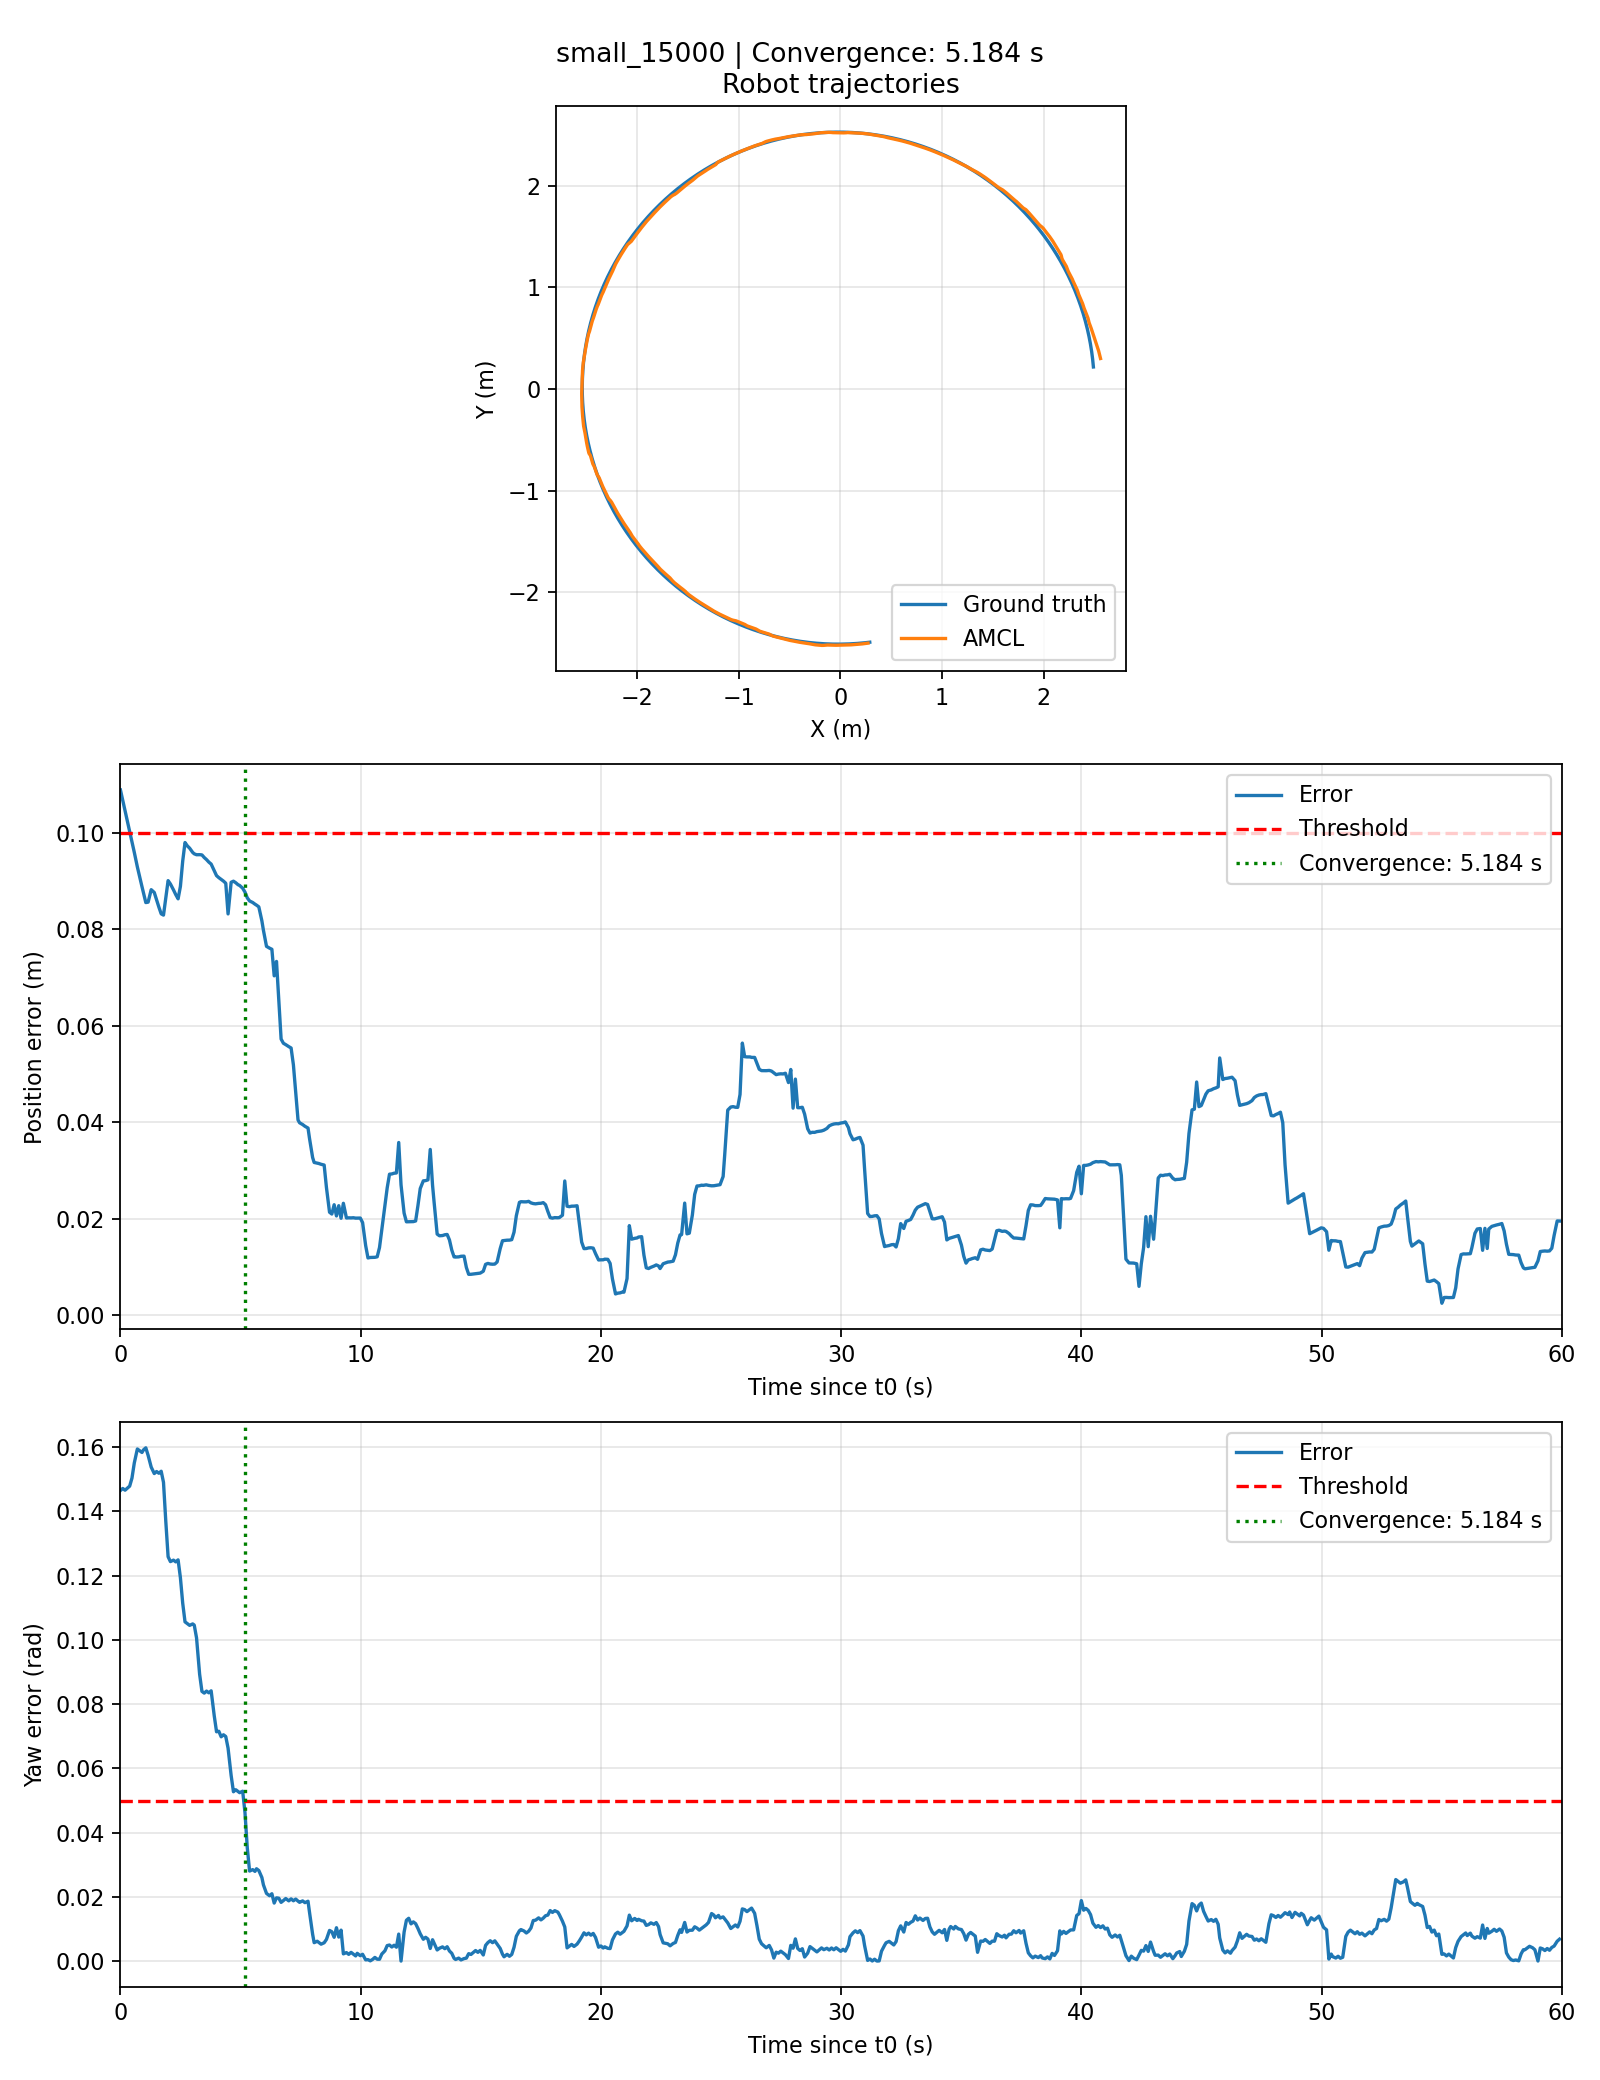 small_15000 | Convergence: 5.184 s
Robot trajectories
2
1
0
−1
−2
Y (m)
Ground truth
AMCL
−2 −1 0 1 2
X (m)
0.10
0.08
0.06
0.04
0.02
0.00
Position error (m)
Error
Threshold
Convergence: 5.184 s
0 10 20 30 40 50 60
Time since t0 (s)
0.16
0.14
0.12
0.10
0.08
0.06
0.04
0.02
0.00
Yaw error (rad)
Error
Threshold
Convergence: 5.184 s
0 10 20 30 40 50 60
Time since t0 (s)